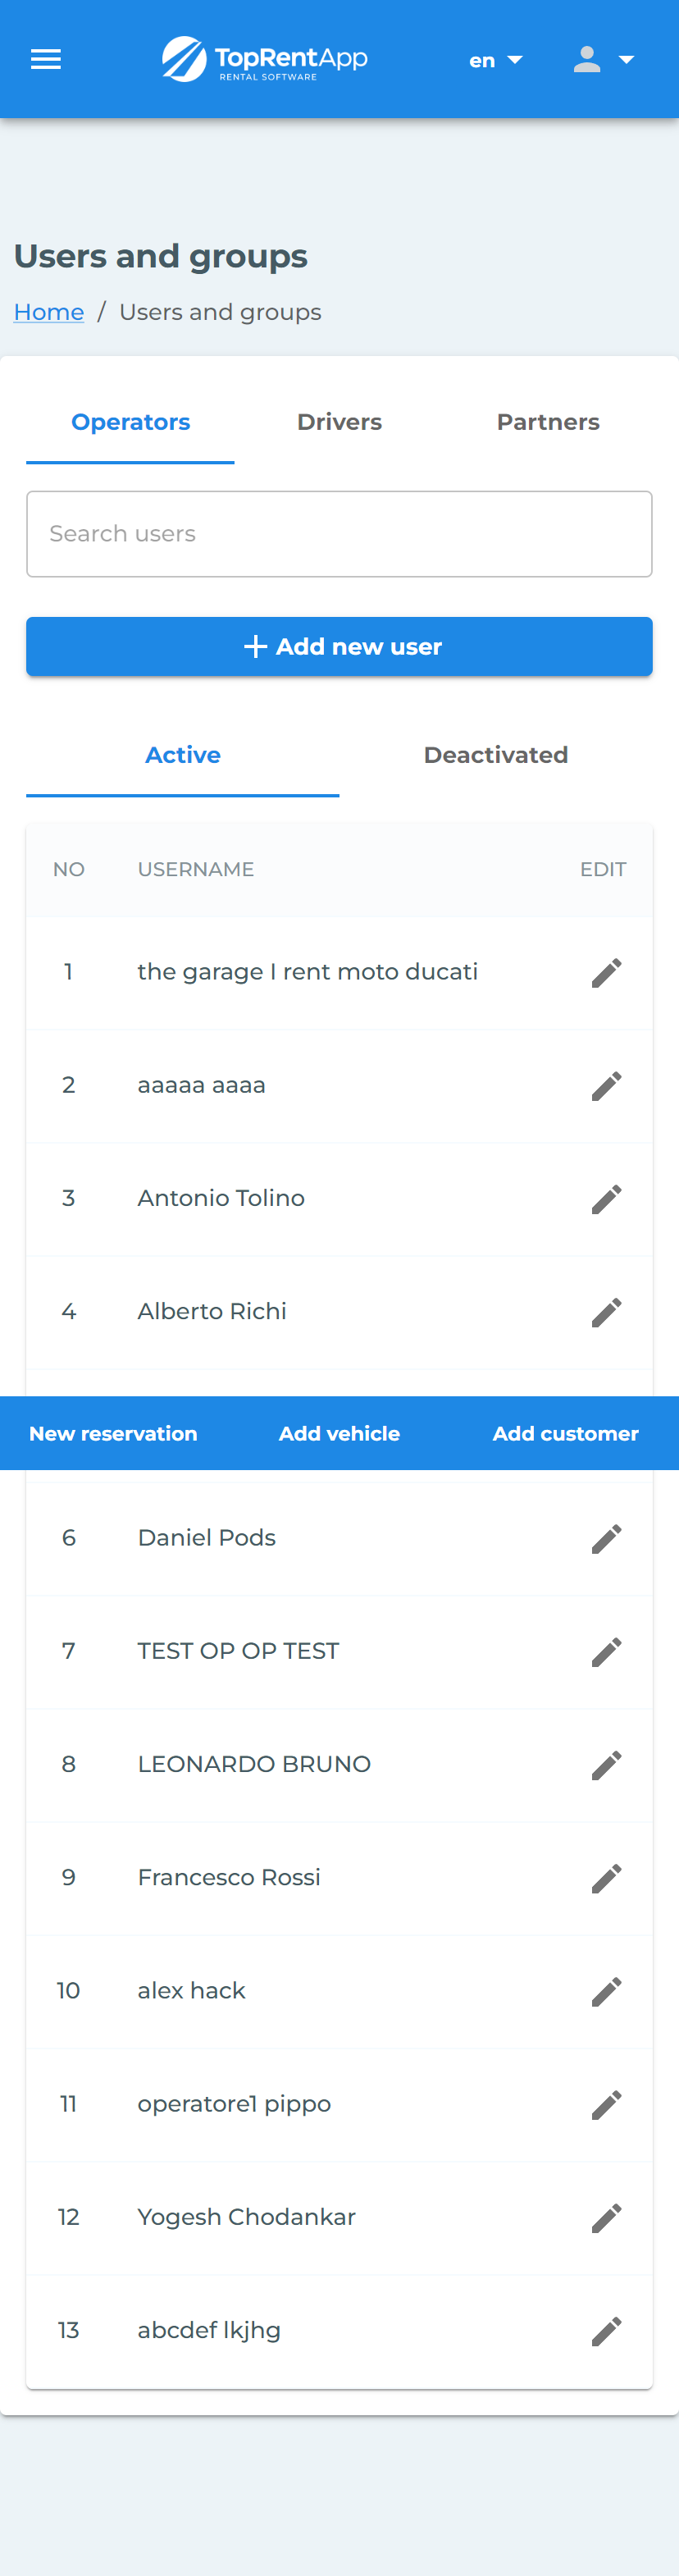 TopRentApp
RENTAL SOFTWARE
en
Users and groups
Home / Users and groups
Operators Drivers Partners
Search users
Add new user
Active Deactivated
NO USERNAME EDIT
1 the garage I rent moto ducati
2 aaaaa aaaa
3 Antonio Tolino
4 Alberto Richi
New reservation Add vehicle Add customer
6 Daniel Pods
7 TEST OP OP TEST
8 LEONARDO BRUNO
9 Francesco Rossi
10 alex hack
11 operatore1 pippo
12 Yogesh Chodankar
13 abcdef lkjhg